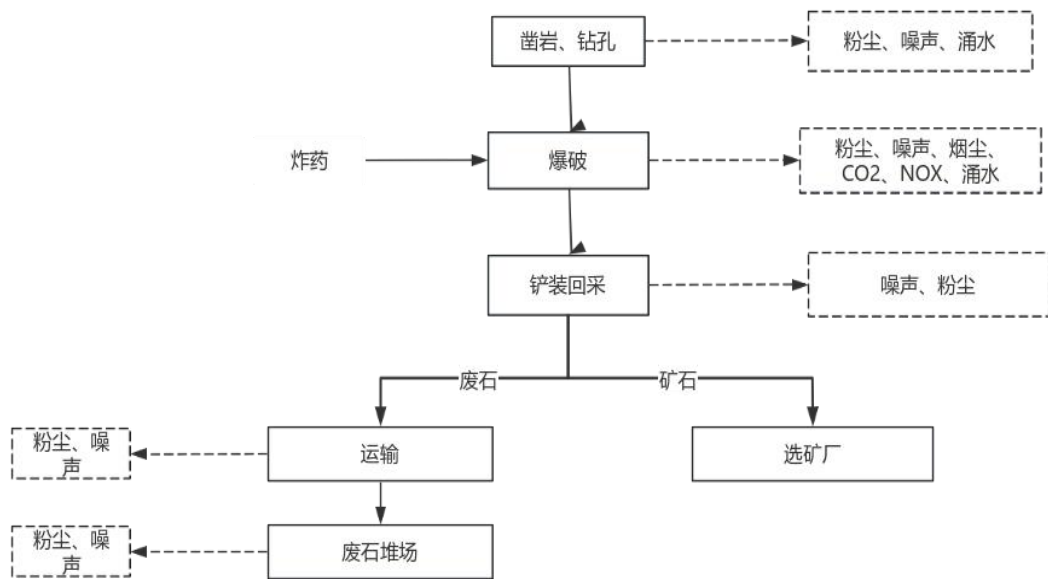 凿岩、钻孔
粉尘、噪声、涌水
炸药
爆破
粉尘、噪声、烟尘、
CO2、NOX、涌水
铲装回采
噪声、粉尘
废石
矿石
粉尘、噪
声
运输
选矿厂
粉尘、噪
声
废石堆场